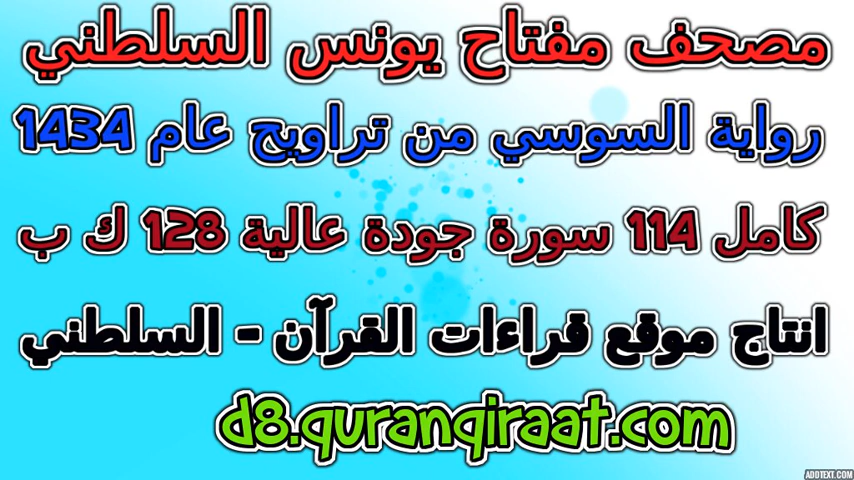 مصحف مفتاح يونس السلطني
رواية السوسي من تراويح عام 1434
كامل 114 سورة جودة عالية 128 ك ب
انتاج موقع قراءات القرآن - السلطني
d8.quranqiraat.com
ADDTEXT.COM